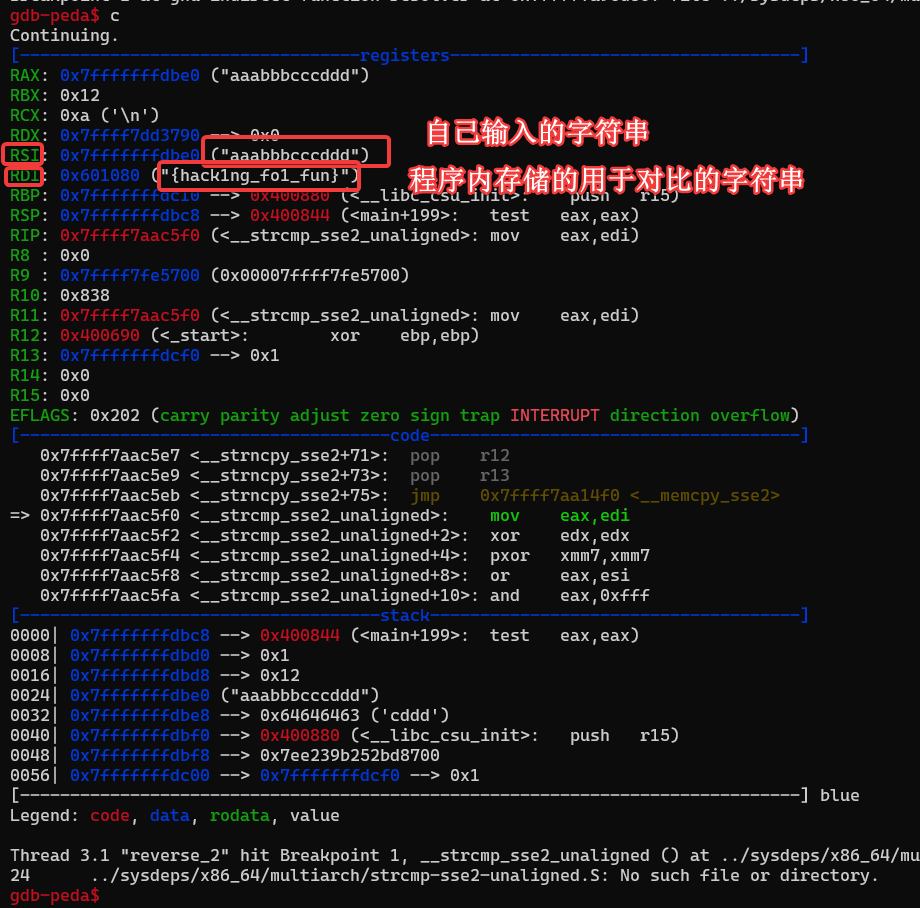 gdb-peda$ c
Continuing.
[----------------------------------registers-----------------------------------]
RAX: 0x7fffffffdbe0 ("aaabbbcccddd")
RBX: 0x12
RCX: 0xa ('\n')
RDX: 0x7ffff7dd3790 --> 0x0
自己输入的字符串
RSI: 0x7fffffffdbe0 ("aaabbbcccddd")
RDI: 0x601080 ("{hack1ng_fo1_fun}")
程序内存储的用于对比的字符串
RBP: 0x7fffffffdc10 --> 0x400880 (<__libc_csu_init>: push r15)
RSP: 0x7fffffffdbc8 --> 0x400844 (<main+199>: test eax,eax)
RIP: 0x7ffff7aac5f0 (<__strcmp_sse2_unaligned>: mov eax,edi)
R8 : 0x0
R9 : 0x7ffff7fe5700 (0x00007ffff7fe5700)
R10: 0x838
R11: 0x7ffff7aac5f0 (<__strcmp_sse2_unaligned>: mov eax,edi)
R12: 0x400690 (<_start>: xor ebp,ebp)
R13: 0x7fffffffdcf0 --> 0x1
R14: 0x0
R15: 0x0
EFLAGS: 0x202 (carry parity adjust zero sign trap INTERRUPT direction overflow)
[-------------------------------------code-------------------------------------]
0x7ffff7aac5e7 <__strncpy_sse2+71>: pop r12
0x7ffff7aac5e9 <__strncpy_sse2+73>: pop r13
0x7ffff7aac5eb <__strncpy_sse2+75>: jmp 0x7ffff7aa14f0 <__memcpy_sse2>
=> 0x7ffff7aac5f0 <__strcmp_sse2_unaligned>: mov eax,edi
0x7ffff7aac5f2 <__strcmp_sse2_unaligned+2>: xor edx,edx
0x7ffff7aac5f4 <__strcmp_sse2_unaligned+4>: pxor xmm7,xmm7
0x7ffff7aac5f8 <__strcmp_sse2_unaligned+8>: or eax,esi
0x7ffff7aac5fa <__strcmp_sse2_unaligned+10>: and eax,0xfff
[------------------------------------stack-------------------------------------]
0000| 0x7fffffffdbc8 --> 0x400844 (<main+199>: test eax,eax)
0008| 0x7fffffffdbd0 --> 0x1
0016| 0x7fffffffdbd8 --> 0x12
0024| 0x7fffffffdbe0 ("aaabbbcccddd")
0032| 0x7fffffffdbe8 --> 0x64646463 ('cddd')
0040| 0x7fffffffdbf0 --> 0x400880 (<__libc_csu_init>: push r15)
0048| 0x7fffffffdbf8 --> 0x7ee239b252bd8700
0056| 0x7fffffffdc00 --> 0x7fffffffdcf0 --> 0x1
[------------------------------------------------------------------------------] blue
Legend: code, data, rodata, value
Thread 3.1 "reverse_2" hit Breakpoint 1, __strcmp_sse2_unaligned () at ../sysdeps/x86_64/mu
24 ../sysdeps/x86_64/multiarch/strcmp-sse2-unaligned.S: No such file or directory.
gdb-peda$